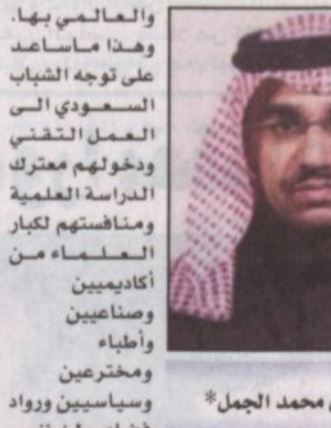 والعالمي بها.
وهذا ماساعد
على توجه الشباب
السعودي الى
العمل التقني
ودخولهم معترك
الدراسة العلمية
ومنافستهم لكبار
العلماء من
أكاديميين
وصناعيين
وأطباء
ومخترعين
وسياسيين ورواد
محمد الجمل*